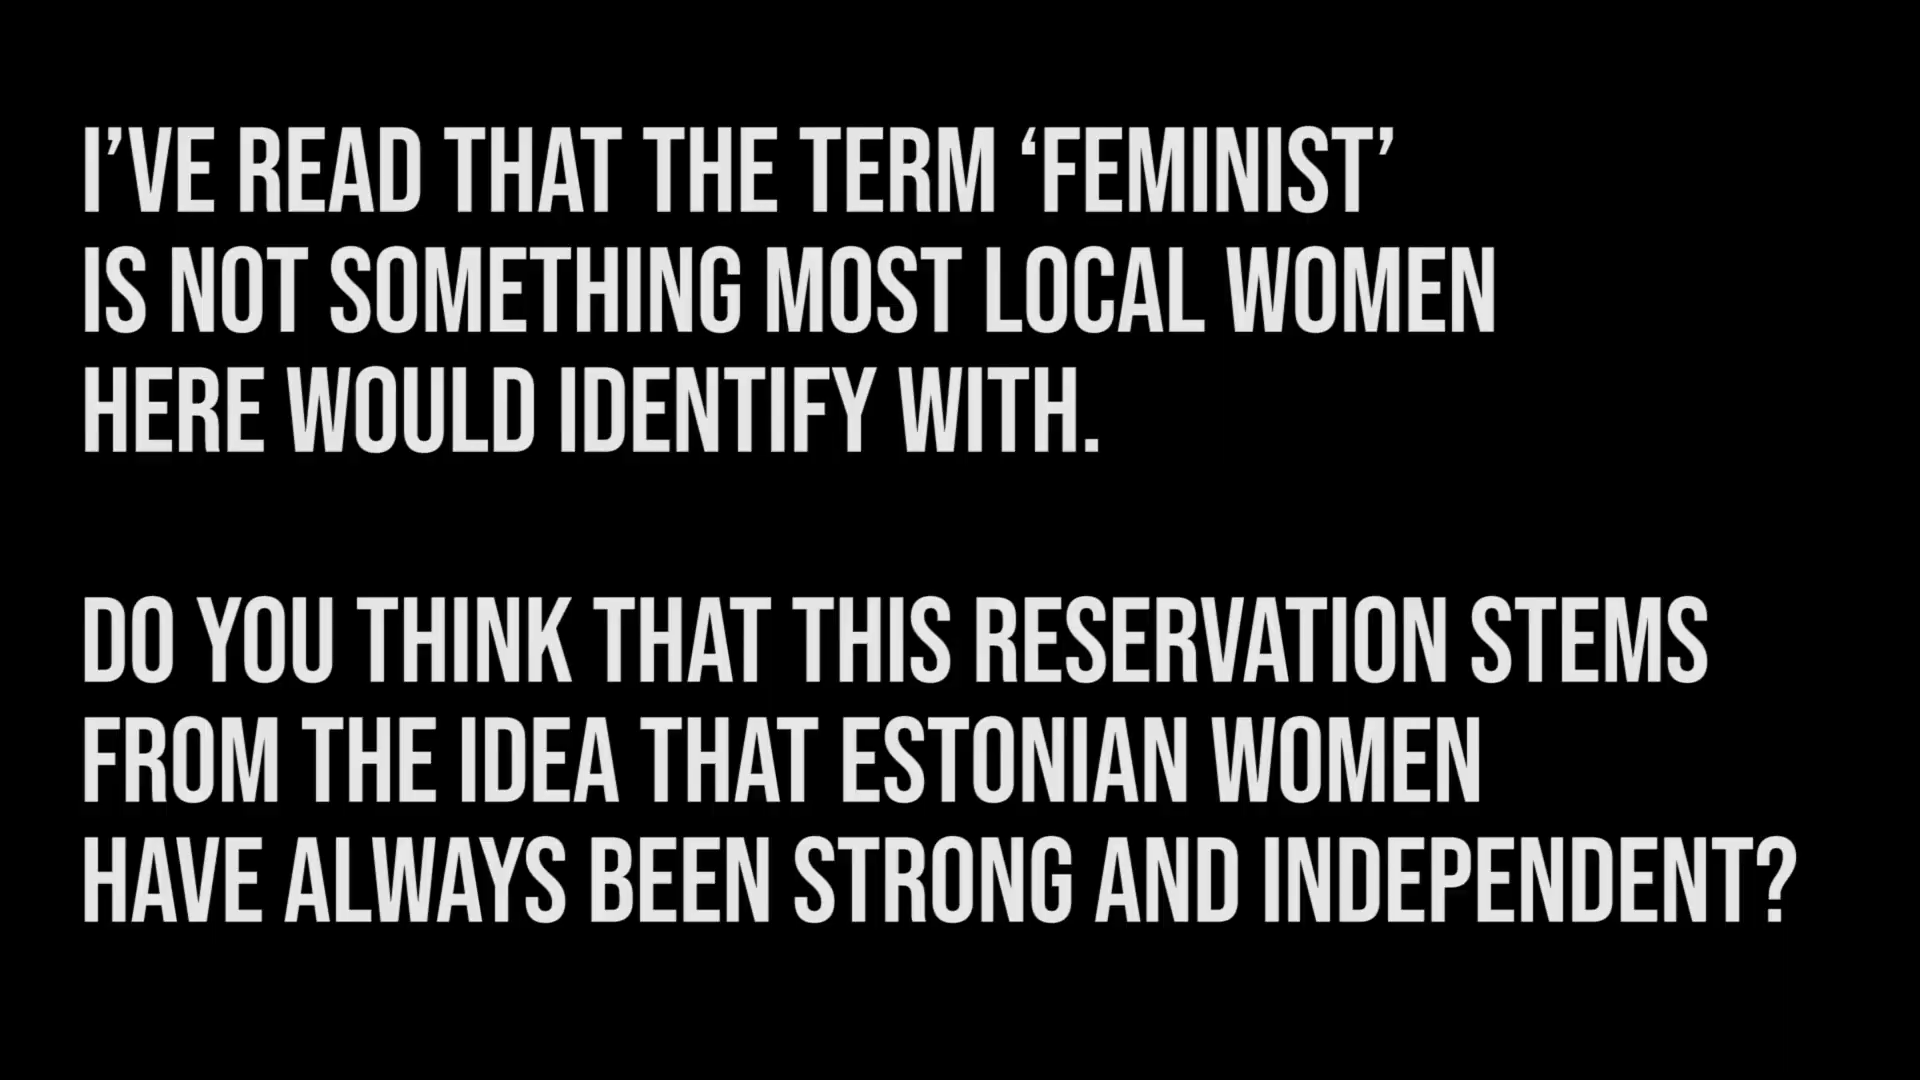 I’VE READ THAT THE TERM ‘FEMINIST’
IS NOT SOMETHING MOST LOCAL WOMEN
HERE WOULD IDENTIFY WITH.
DO YOU THINK THAT THIS RESERVATION STEMS
FROM THE IDEA THAT ESTONIAN WOMEN
HAVE ALWAYS BEEN STRONG AND INDEPENDENT?